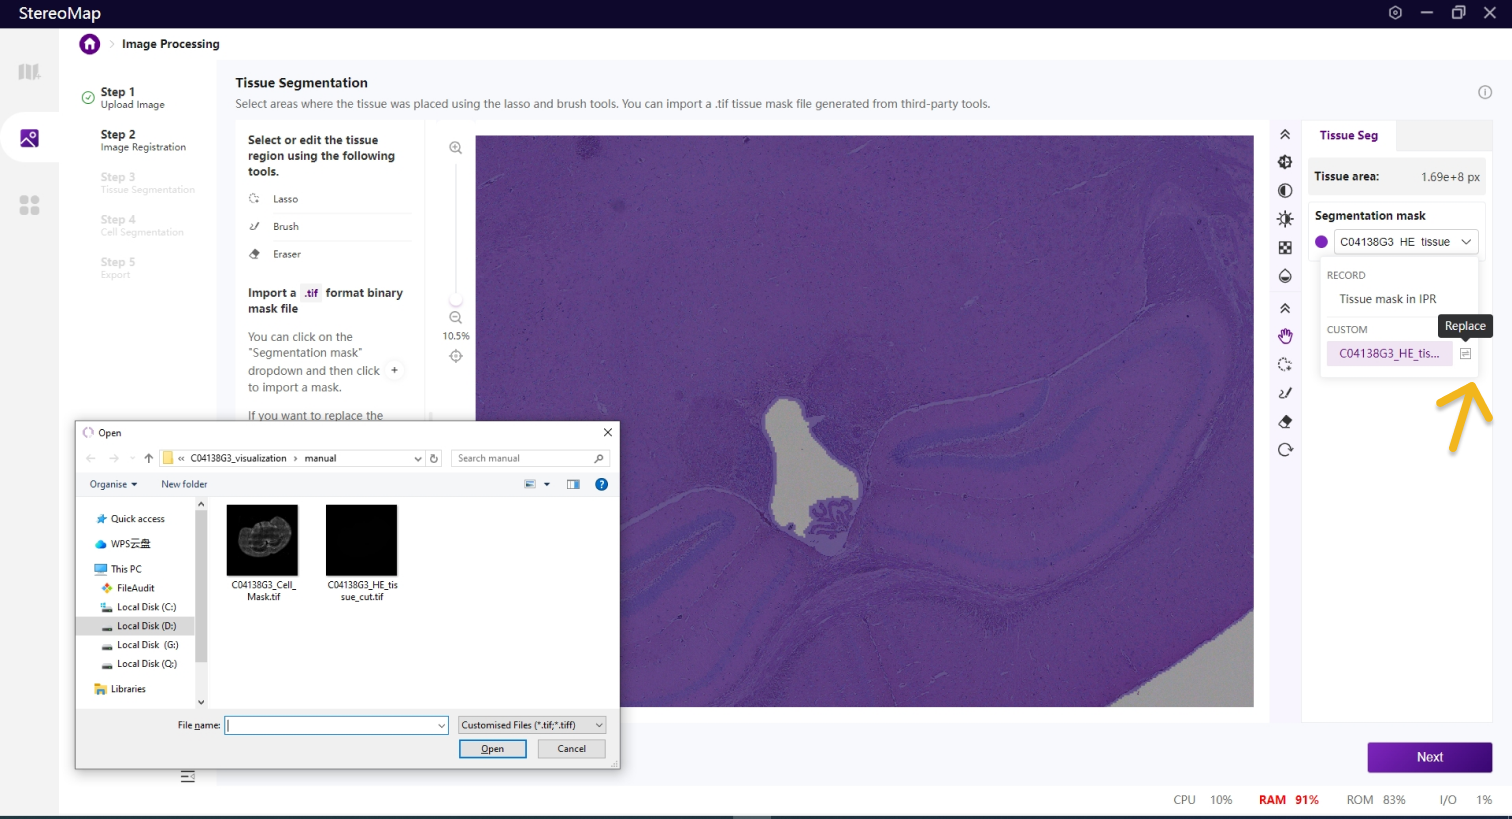 StereoMap
Image Processing
Step 1
Upload Image
Step 2
Image Registration
Step 3
Tissue Segmentation
Step 4
Cell Segmentation
Step 5
Export
Tissue Segmentation
Select areas where the tissue was placed using the lasso and brush tools. You can import a .tif tissue mask file generated from third-party tools.
Select or edit the tissue
region using the following
tools.
Lasso
Brush
Eraser
Import a .tif format binary
mask file
You can click on the
"Segmentation mask"
dropdown and then click +
to import a mask.
If you want to replace the
10.5%
Tissue Seg
Tissue area: 1.69e+8 px
Segmentation mask
C04138G3 HE tissue
RECORD
Tissue mask in IPR
CUSTOM
Replace
C04138G3_HE_tis...
Open
« C04138G3_visualization › manual
Search manual
Organise
New folder
Quick access
WPS云盘
This PC
FileAudit
Local Disk (C:)
Local Disk (D:)
Local Disk (G:)
Local Disk (Q:)
Libraries
C04138G3_Cell_
Mask.tif
C04138G3_HE_tis
sue_cut.tif
File name:
Customised Files (*.tif;*.tiff)
Open
Cancel
Next
CPU 10% RAM 91% ROM 83% I/O 1%